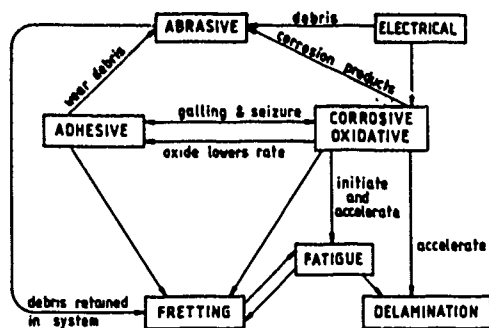 ABRASIVE
debris
ELECTRICAL
wear debris
corrosion products
ADHESIVE
galling & seizure
CORROSIVE
OXIDATIVE
oxide lowers rate
initiate
and
accelerate
accelerate
FATIGUE
debris retained
in system
FRETTING
DELAMINATION